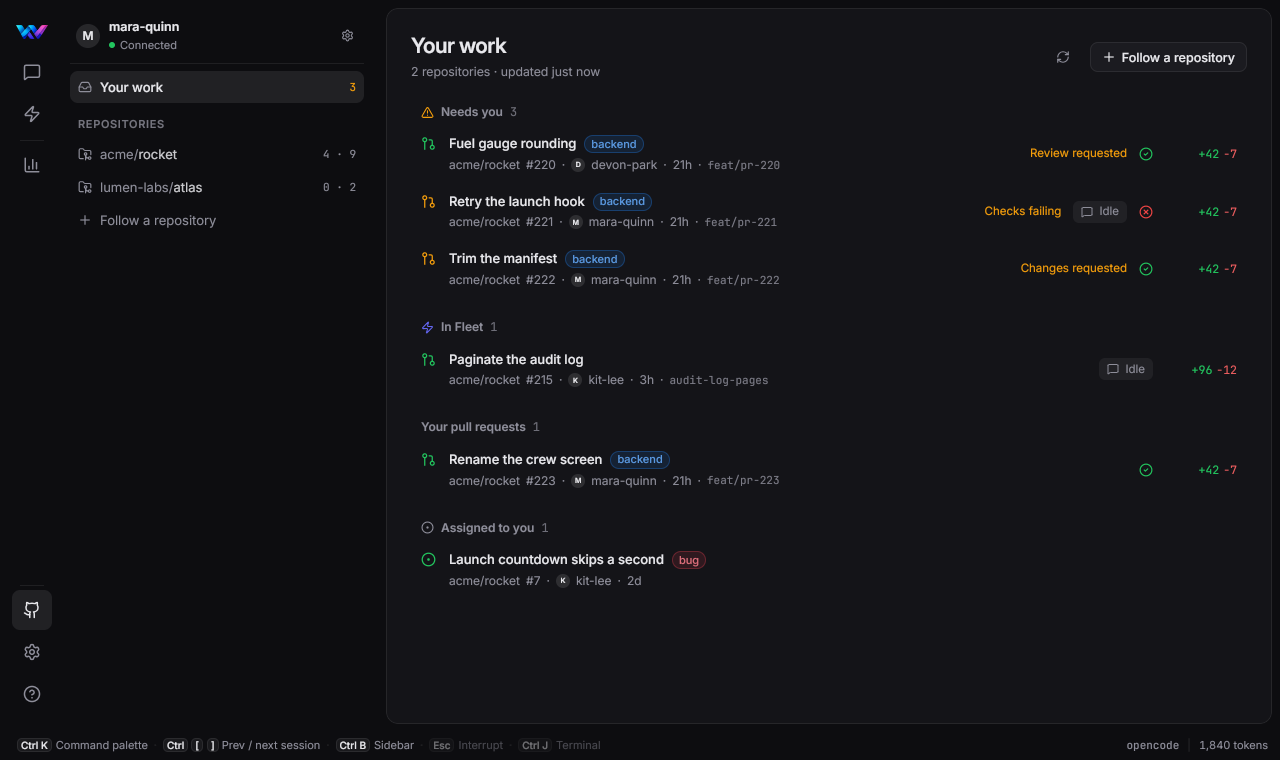 M
mara-quinn
Connected
Your work 3
REPOSITORIES
acme/rocket 4 · 9
lumen-labs/atlas 0 · 2
Follow a repository
Your work
2 repositories · updated just now
Follow a repository
Needs you 3
Fuel gauge rounding backend
acme/rocket #220 · D devon-park · 21h · feat/pr-220
Review requested +42 -7
Retry the launch hook backend
acme/rocket #221 · M mara-quinn · 21h · feat/pr-221
Checks failing Idle +42 -7
Trim the manifest backend
acme/rocket #222 · M mara-quinn · 21h · feat/pr-222
Changes requested +42 -7
In Fleet 1
Paginate the audit log
acme/rocket #215 · K kit-lee · 3h · audit-log-pages
Idle +96 -12
Your pull requests 1
Rename the crew screen backend
acme/rocket #223 · M mara-quinn · 21h · feat/pr-223
+42 -7
Assigned to you 1
Launch countdown skips a second bug
acme/rocket #7 · K kit-lee · 2d
Ctrl K Command palette · Ctrl [ ] Prev / next session · Ctrl B Sidebar · Esc Interrupt · Ctrl J Terminal
opencode 1,840 tokens